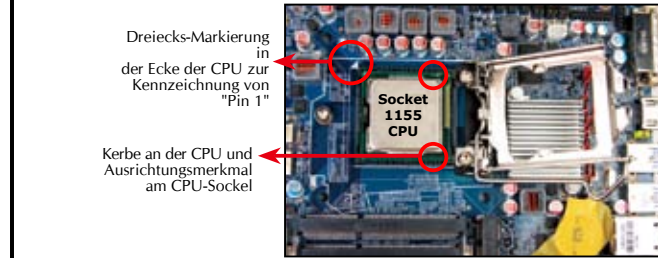 Dreiecks-Markierung
in
der Ecke der CPU zur
Kennzeichnung von
"Pin 1"
Socket
1155
CPU
Kerbe an der CPU und
Ausrichtungsmerkmal
am CPU-Sockel